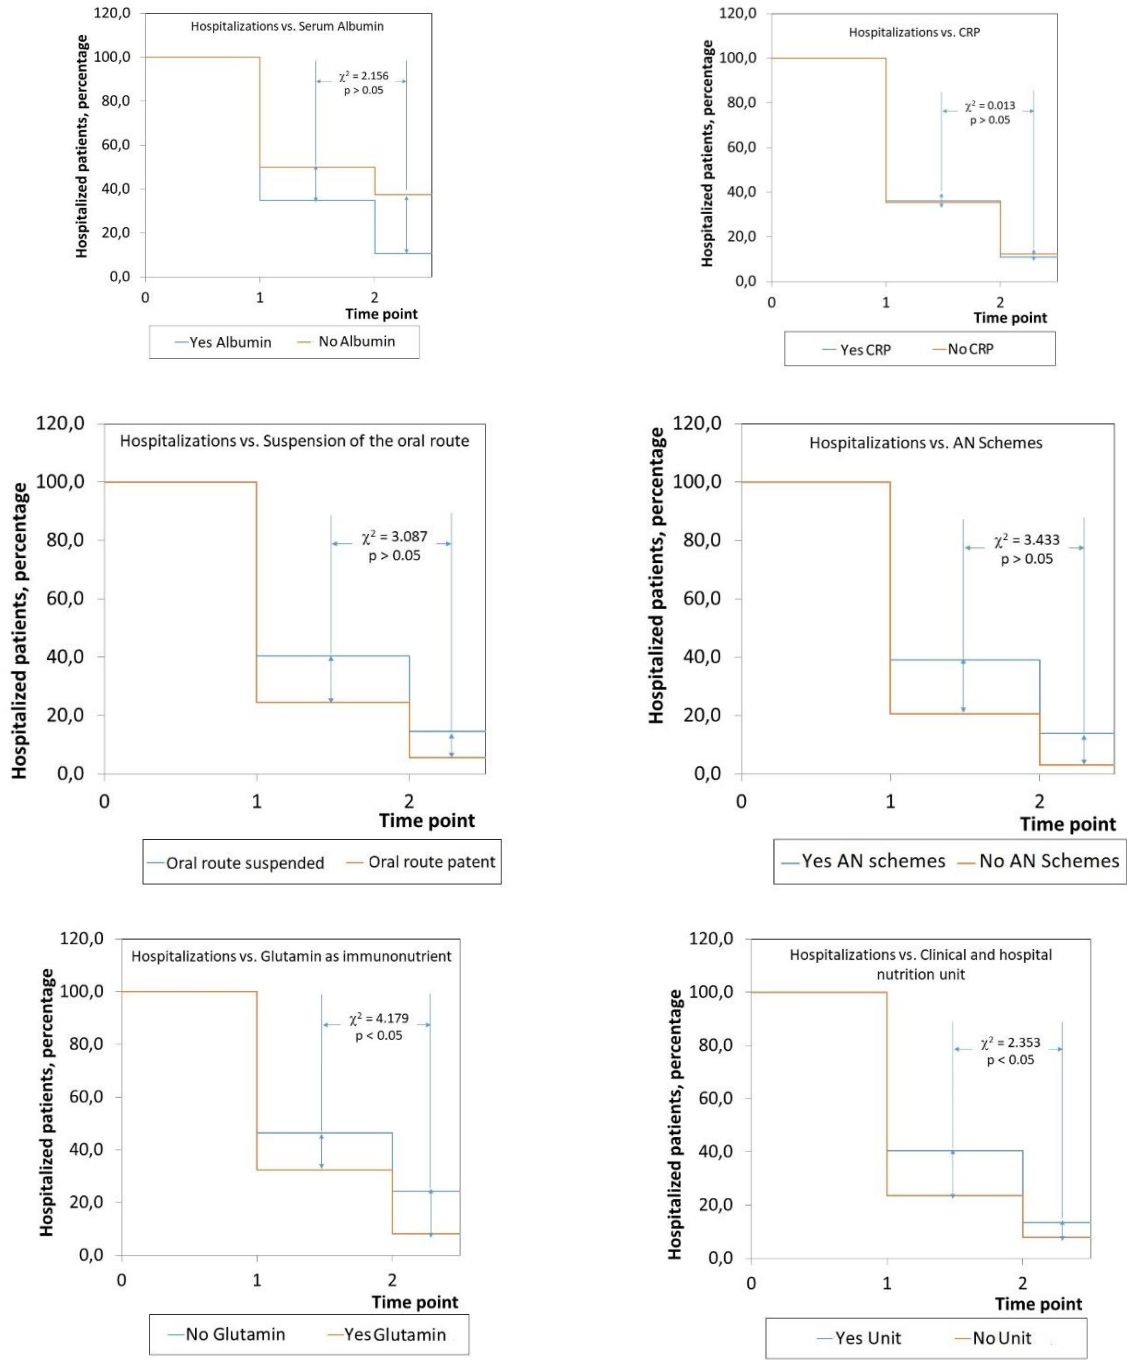 Hospitalizations vs. Serum Albumin
Hospitalized patients, percentage
120,0
100,0
80,0
60,0
40,0
20,0
0,0
χ² = 2.156
p > 0.05
0 1 2
Time point
Yes Albumin No Albumin
Hospitalizations vs. CRP
Hospitalized patients, percentage
120,0
100,0
80,0
60,0
40,0
20,0
0,0
χ² = 0.013
p > 0.05
0 1 2
Time point
Yes CRP No CRP
Hospitalizations vs. Suspension of the oral route
Hospitalized patients, percentage
120,0
100,0
80,0
60,0
40,0
20,0
0,0
χ² = 3.087
p > 0.05
0 1 2
Time point
Oral route suspended Oral route patent
Hospitalizations vs. AN Schemes
Hospitalized patients, percentage
120,0
100,0
80,0
60,0
40,0
20,0
0,0
χ² = 3.433
p > 0.05
0 1 2
Time point
Yes AN schemes No AN Schemes
Hospitalizations vs. Glutamin as immunonutrient
Hospitalized patients, percentage
120,0
100,0
80,0
60,0
40,0
20,0
0,0
χ² = 4.179
p < 0.05
0 1 2
Time point
No Glutamin Yes Glutamin
Hospitalizations vs. Clinical and hospital
nutrition unit
Hospitalized patients, percentage
120,0
100,0
80,0
60,0
40,0
20,0
0,0
χ² = 2.353
p < 0.05
0 1 2
Time point
Yes Unit No Unit